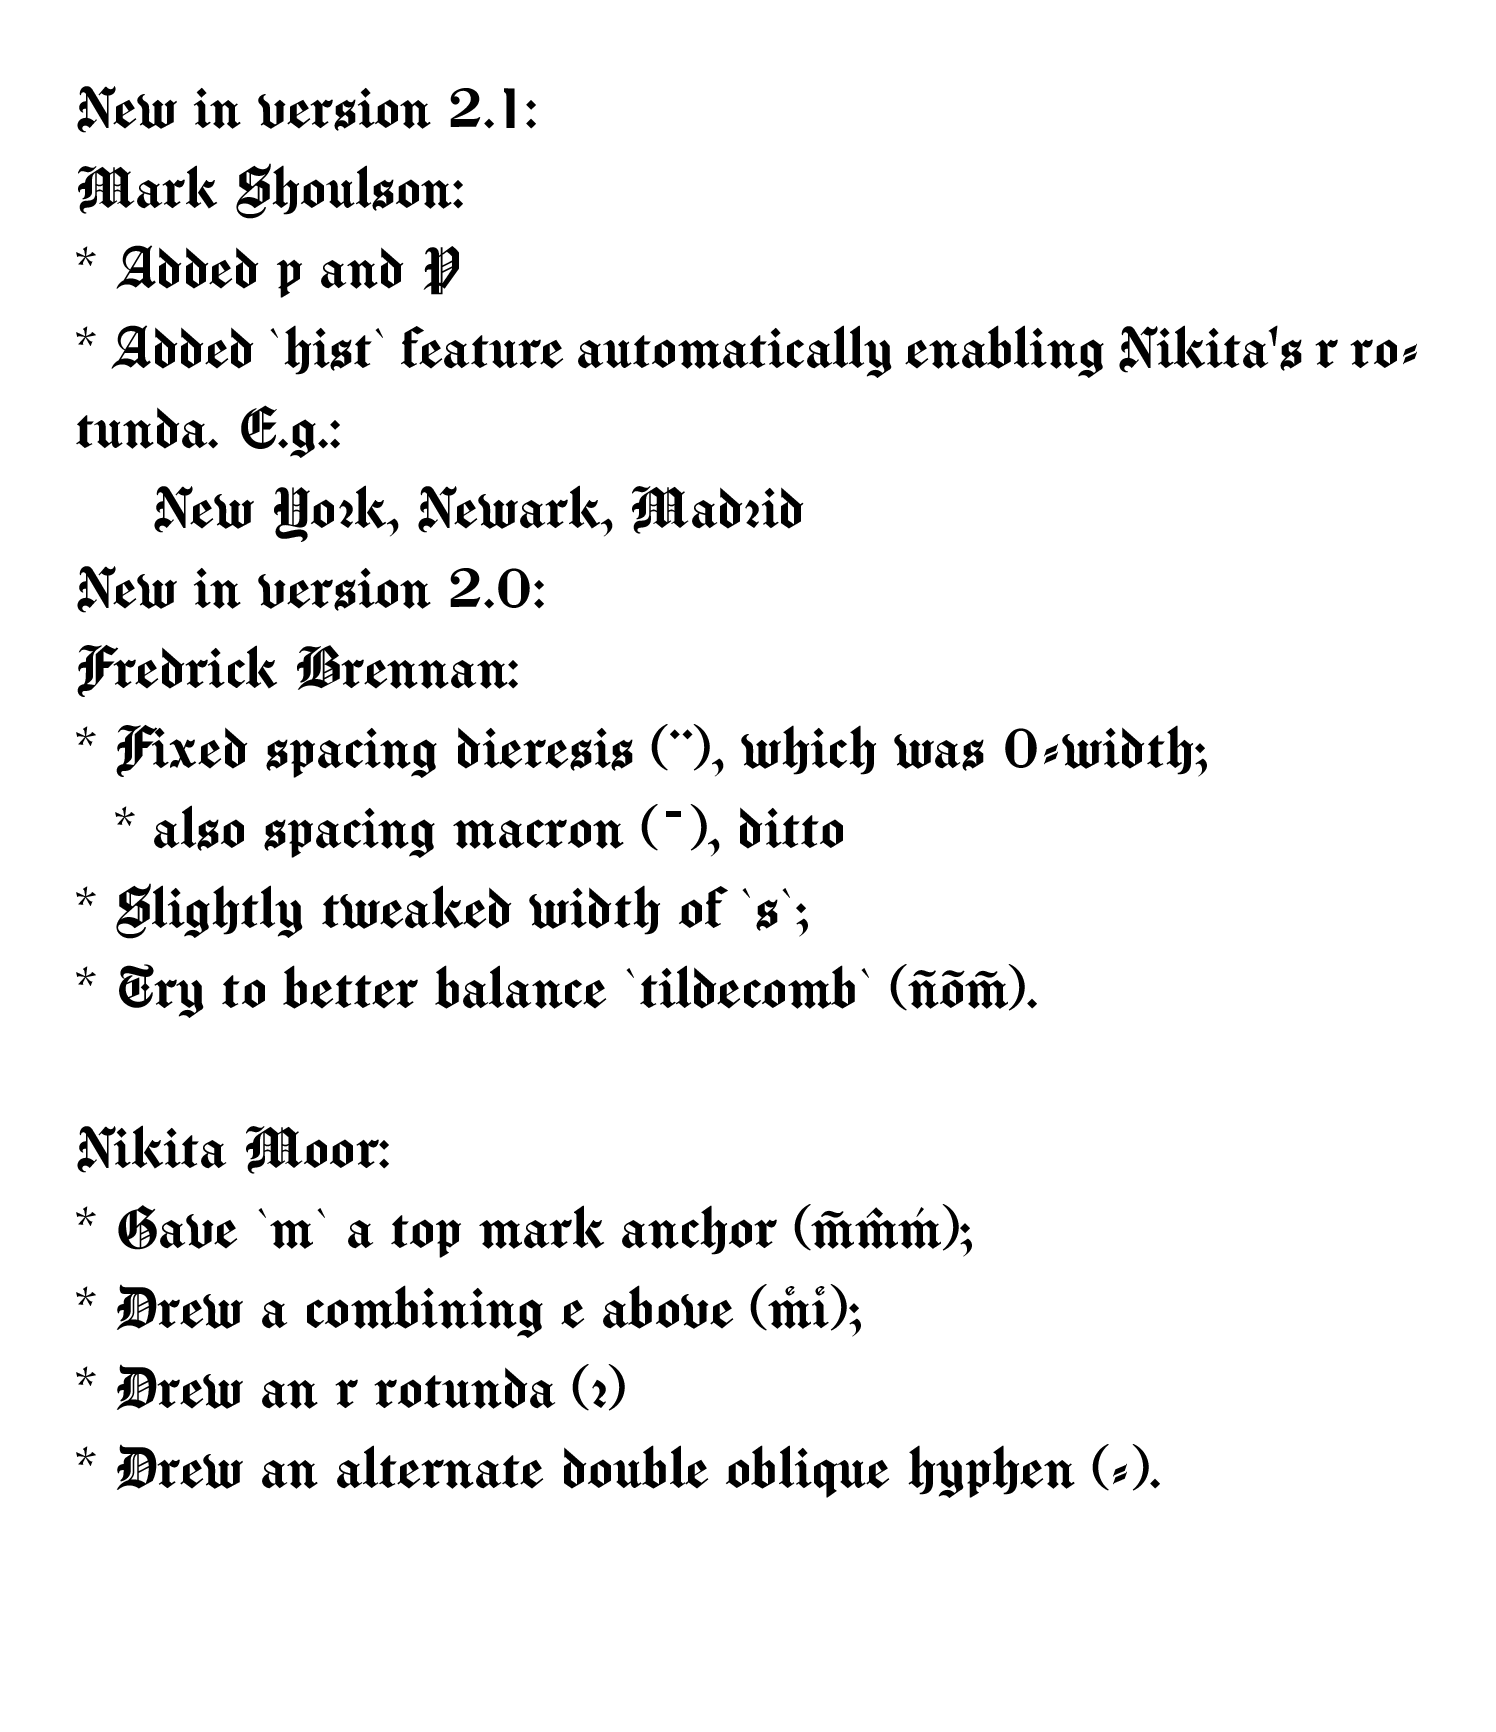 New in version 2.1:
Mark Shoulson:
* Added ƿ and Ƿ
* Added `hist` feature automatically enabling Nikita's r ro⸗
tunda. E.g.:
New Yoꝛk, Newark, Madꝛid
New in version 2.0:
Fredrick Brennan:
* Fixed spacing dieresis (¨), which was 0⸗width;
* also spacing macron (¯), ditto
* Slightly tweaked width of `s`;
* Try to better balance `tildecomb` (ñõm̃).
Nikita Moor:
* Gave `m` a top mark anchor (m̃m̂ḿ);
* Drew a combining e above (mͤiͤ);
* Drew an r rotunda (ꝛ)
* Drew an alternate double oblique hyphen (⸗).